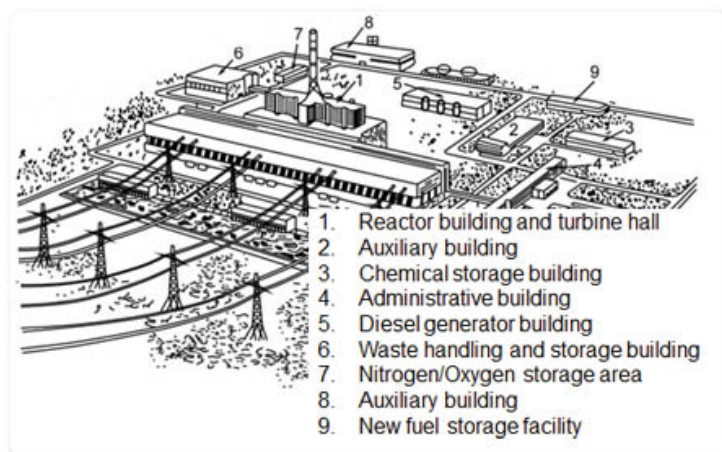 8
7
6
1
5
9
2
3
4
1. Reactor building and turbine hall
2. Auxiliary building
3. Chemical storage building
4. Administrative building
5. Diesel generator building
6. Waste handling and storage building
7. Nitrogen/Oxygen storage area
8. Auxiliary building
9. New fuel storage facility